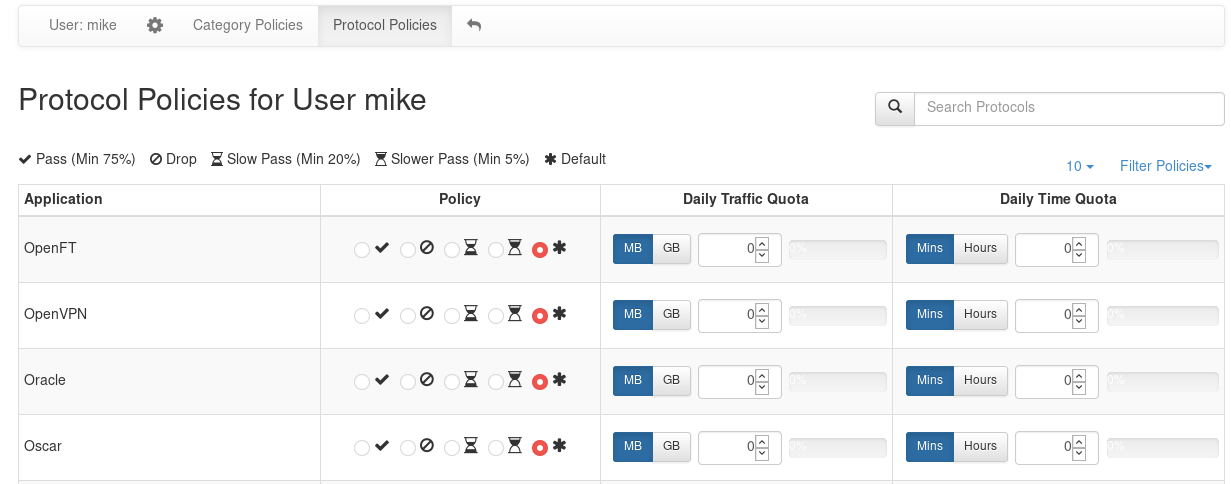 User: mike Category Policies Protocol Policies
Protocol Policies for User mike
Search Protocols
Pass (Min 75%) Drop Slow Pass (Min 20%) Slower Pass (Min 5%) Default
10 Filter Policies
Application Policy Daily Traffic Quota Daily Time Quota
OpenFT MB GB 0 0% Mins Hours 0 0%
OpenVPN MB GB 0 0% Mins Hours 0 0%
Oracle MB GB 0 0% Mins Hours 0 0%
Oscar MB GB 0 0% Mins Hours 0 0%